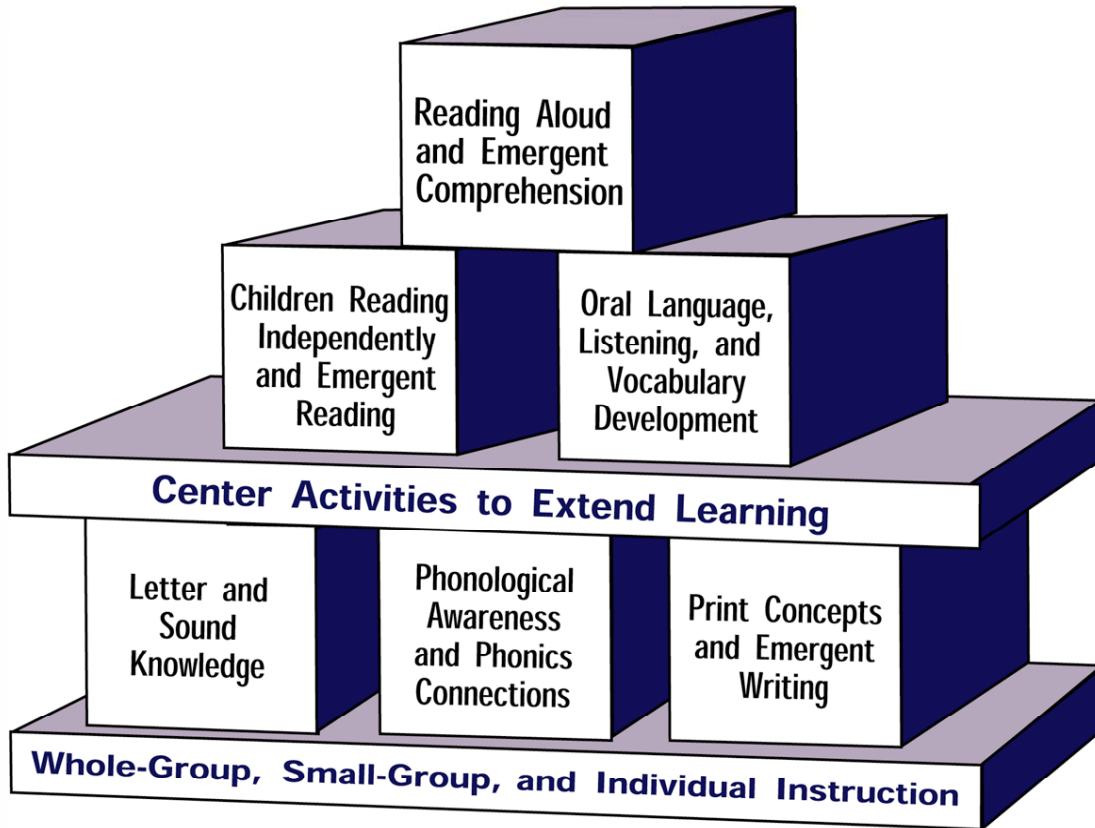 Reading Aloud
and Emergent
Comprehension
Children Reading
Independently
and Emergent
Reading
Oral Language,
Listening, and
Vocabulary
Development
Center Activities to Extend Learning
Letter and
Sound
Knowledge
Phonological
Awareness
and Phonics
Connections
Print Concepts
and Emergent
Writing
Whole-Group, Small-Group, and Individual Instruction